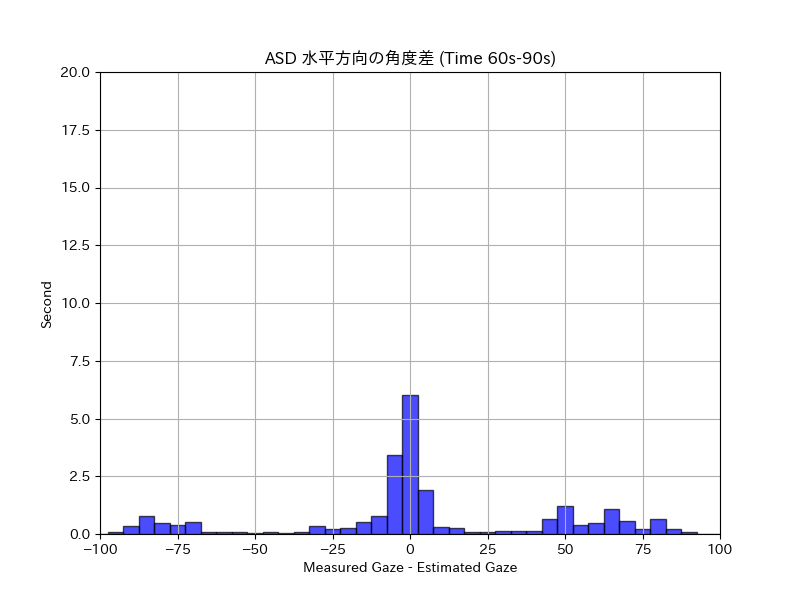 ASD 水平方向の角度差 (Time 60s-90s)
Second
20.0
17.5
15.0
12.5
10.0
7.5
5.0
2.5
0.0
−100 −75 −50 −25 0 25 50 75 100
Measured Gaze - Estimated Gaze